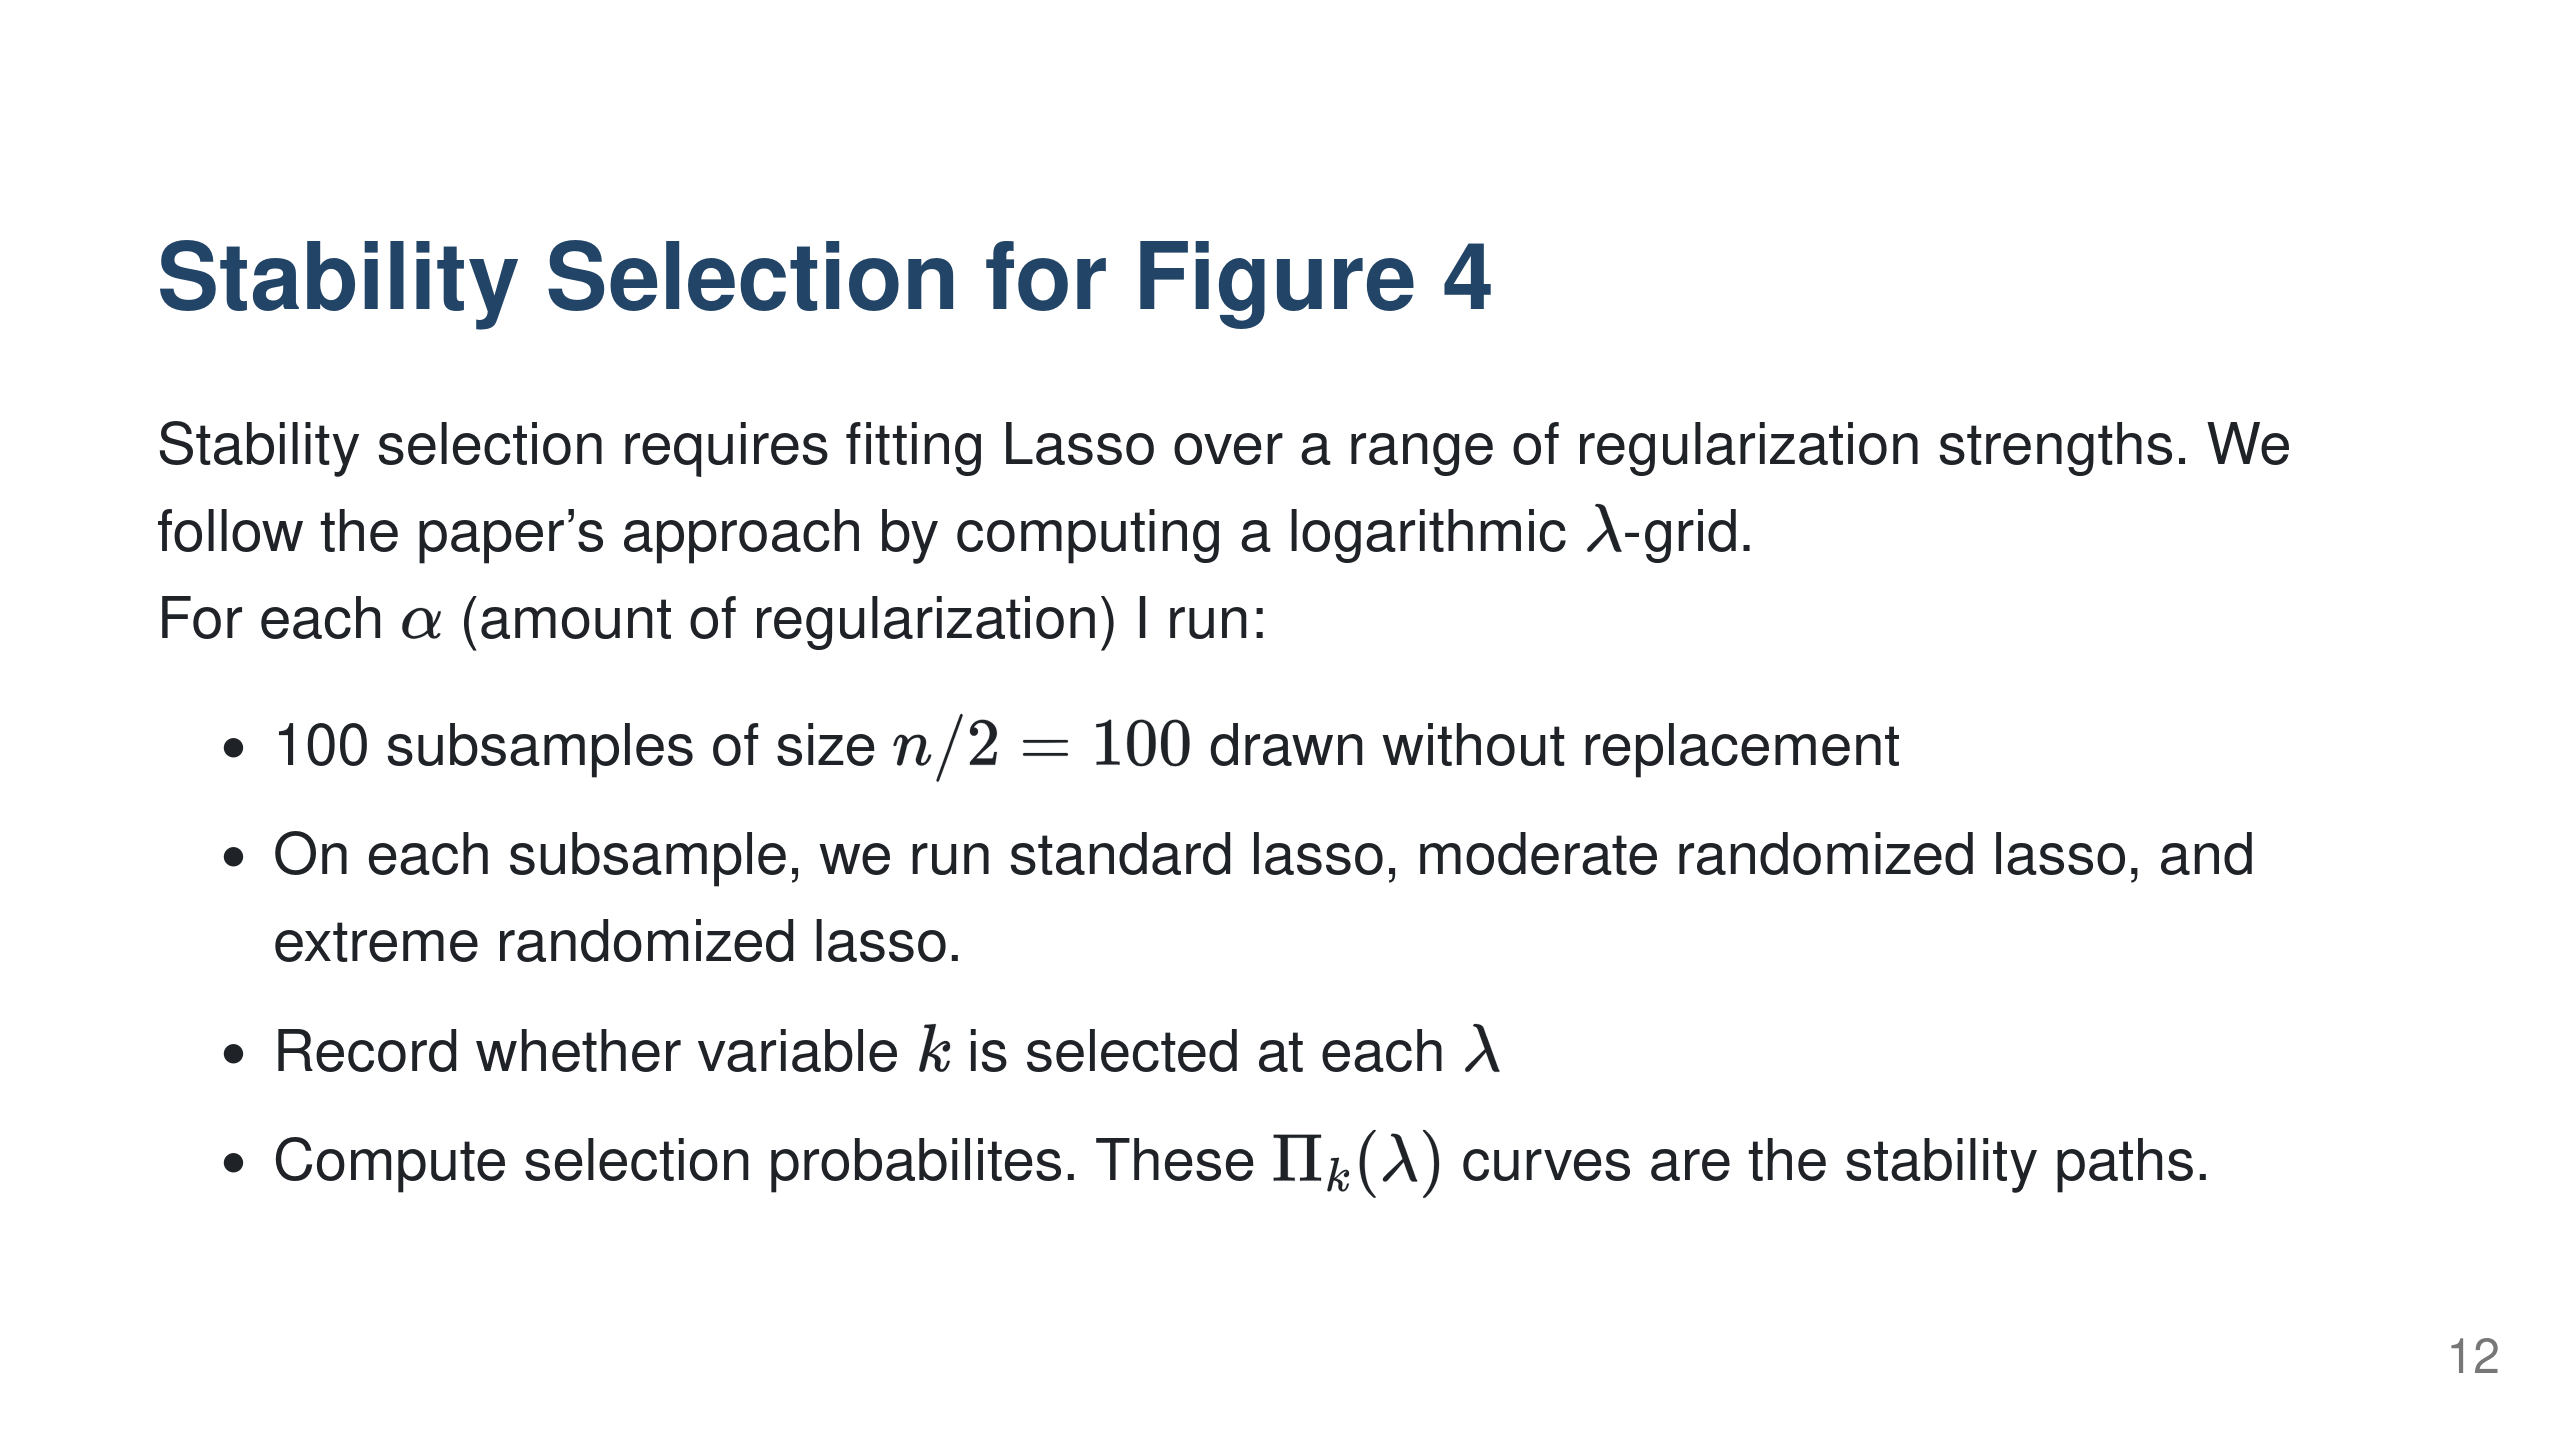 Stability Selection for Figure 4
Stability selection requires fitting Lasso over a range of regularization strengths. We
follow the paper’s approach by computing a logarithmic λ-grid.
For each α (amount of regularization) I run:
• 100 subsamples of size n/2 = 100 drawn without replacement
• On each subsample, we run standard lasso, moderate randomized lasso, and
extreme randomized lasso.
• Record whether variable k is selected at each λ
• Compute selection probabilites. These Πₖ(λ) curves are the stability paths.
12